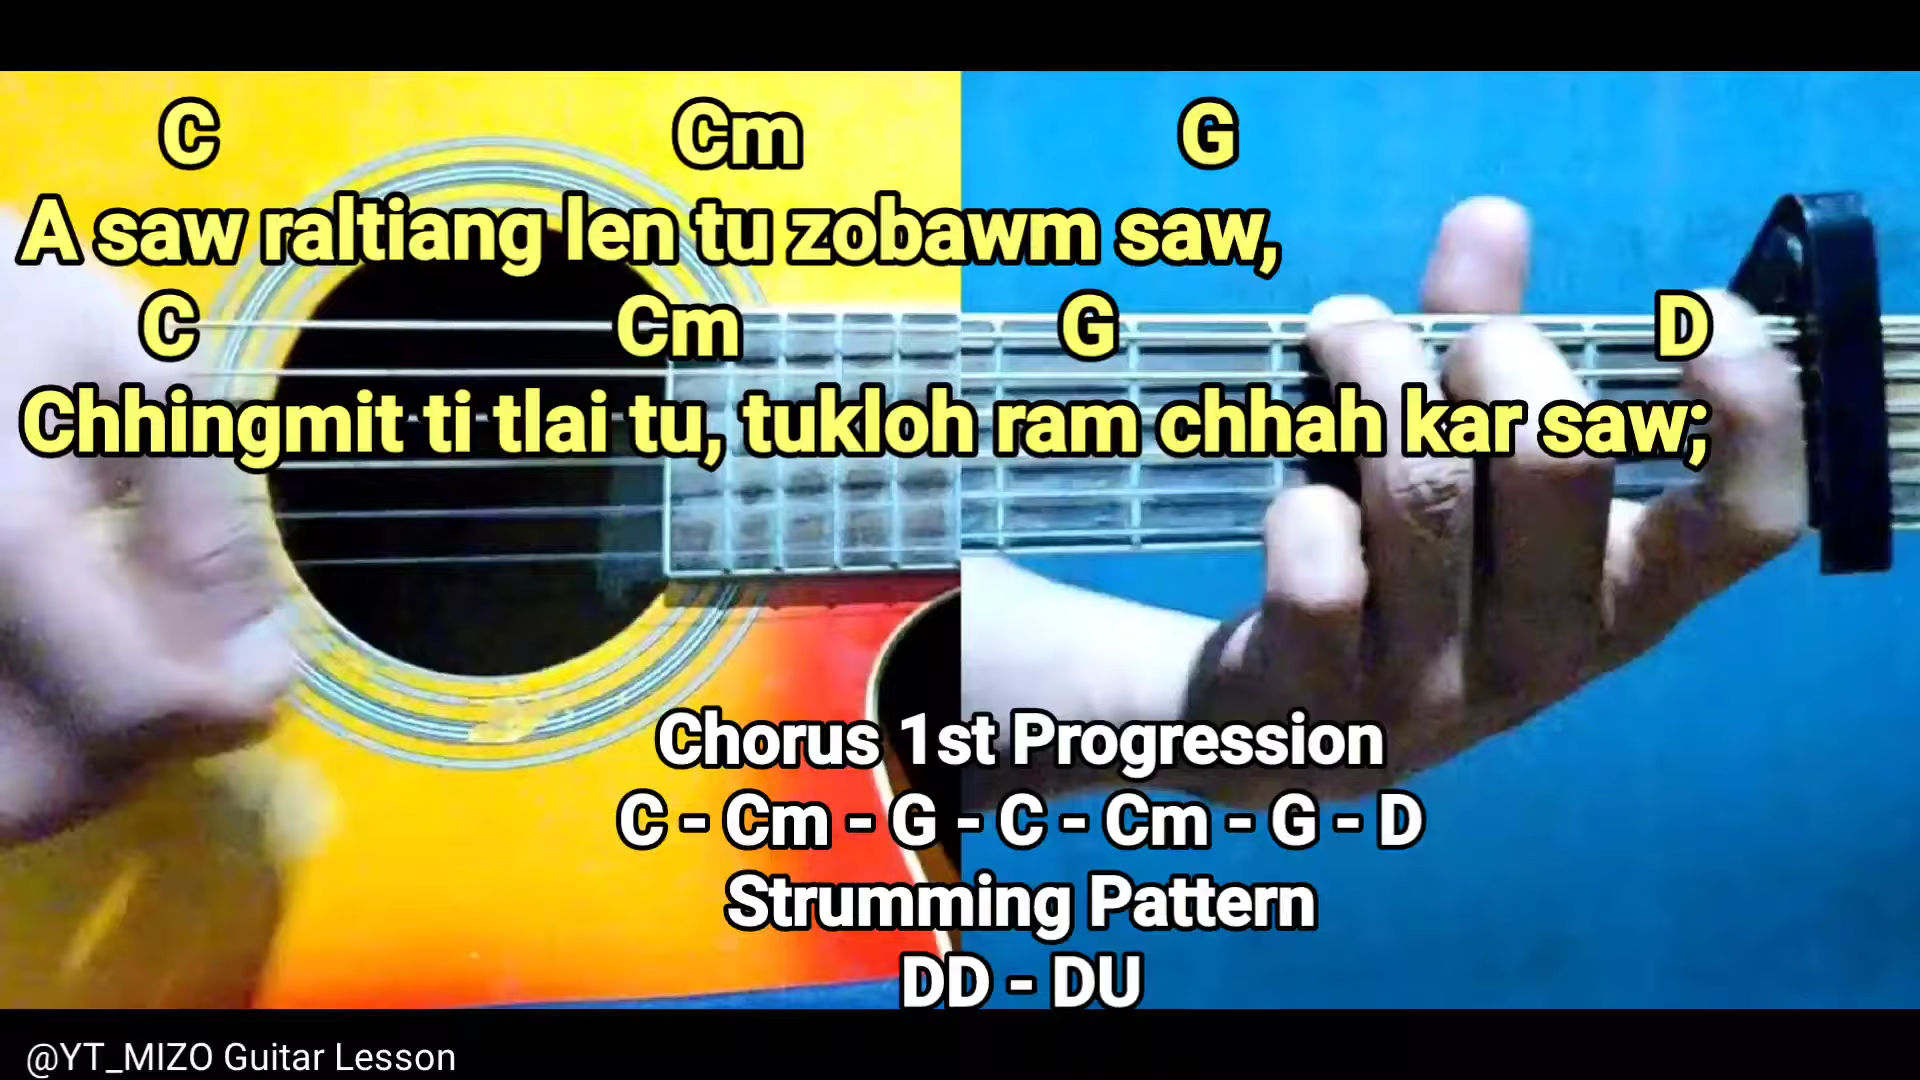 C Cm G
A saw raltiang len tu zobawm saw,
C Cm G D
Chhingmit ti tlai tu, tukloh ram chhah kar saw;
Chorus 1st Progression
C - Cm - G - C - Cm - G - D
Strumming Pattern
DD - DU
@YT_MIZO Guitar Lesson